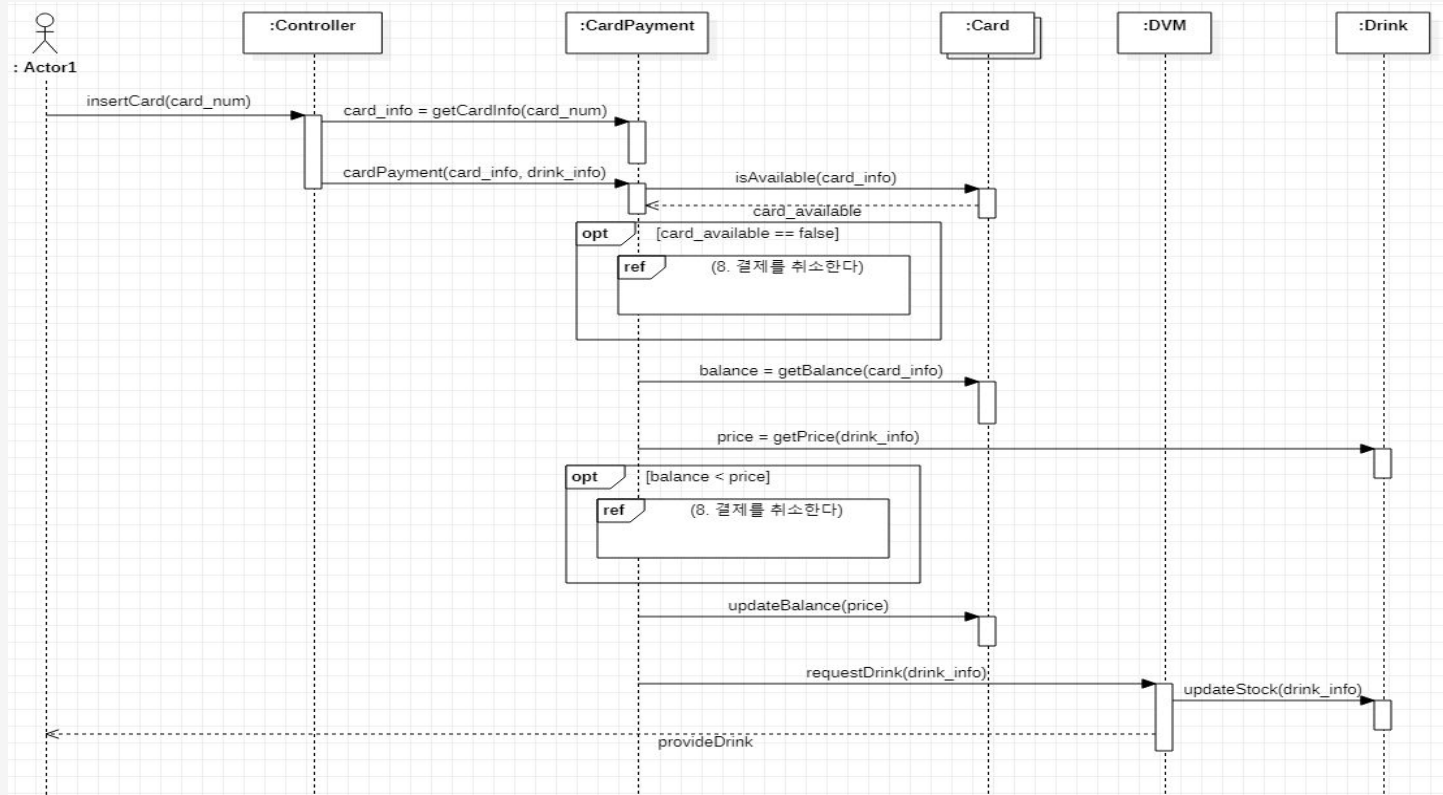 :Controller
:CardPayment
:Card
:DVM
:Drink
: Actor1
insertCard(card_num)
card_info = getCardInfo(card_num)
cardPayment(card_info, drink_info)
isAvailable(card_info)
card_available
opt
[card_available == false]
ref
(8. 결제를 취소한다)
balance = getBalance(card_info)
price = getPrice(drink_info)
opt
[balance < price]
ref
(8. 결제를 취소한다)
updateBalance(price)
requestDrink(drink_info)
updateStock(drink_info)
provideDrink